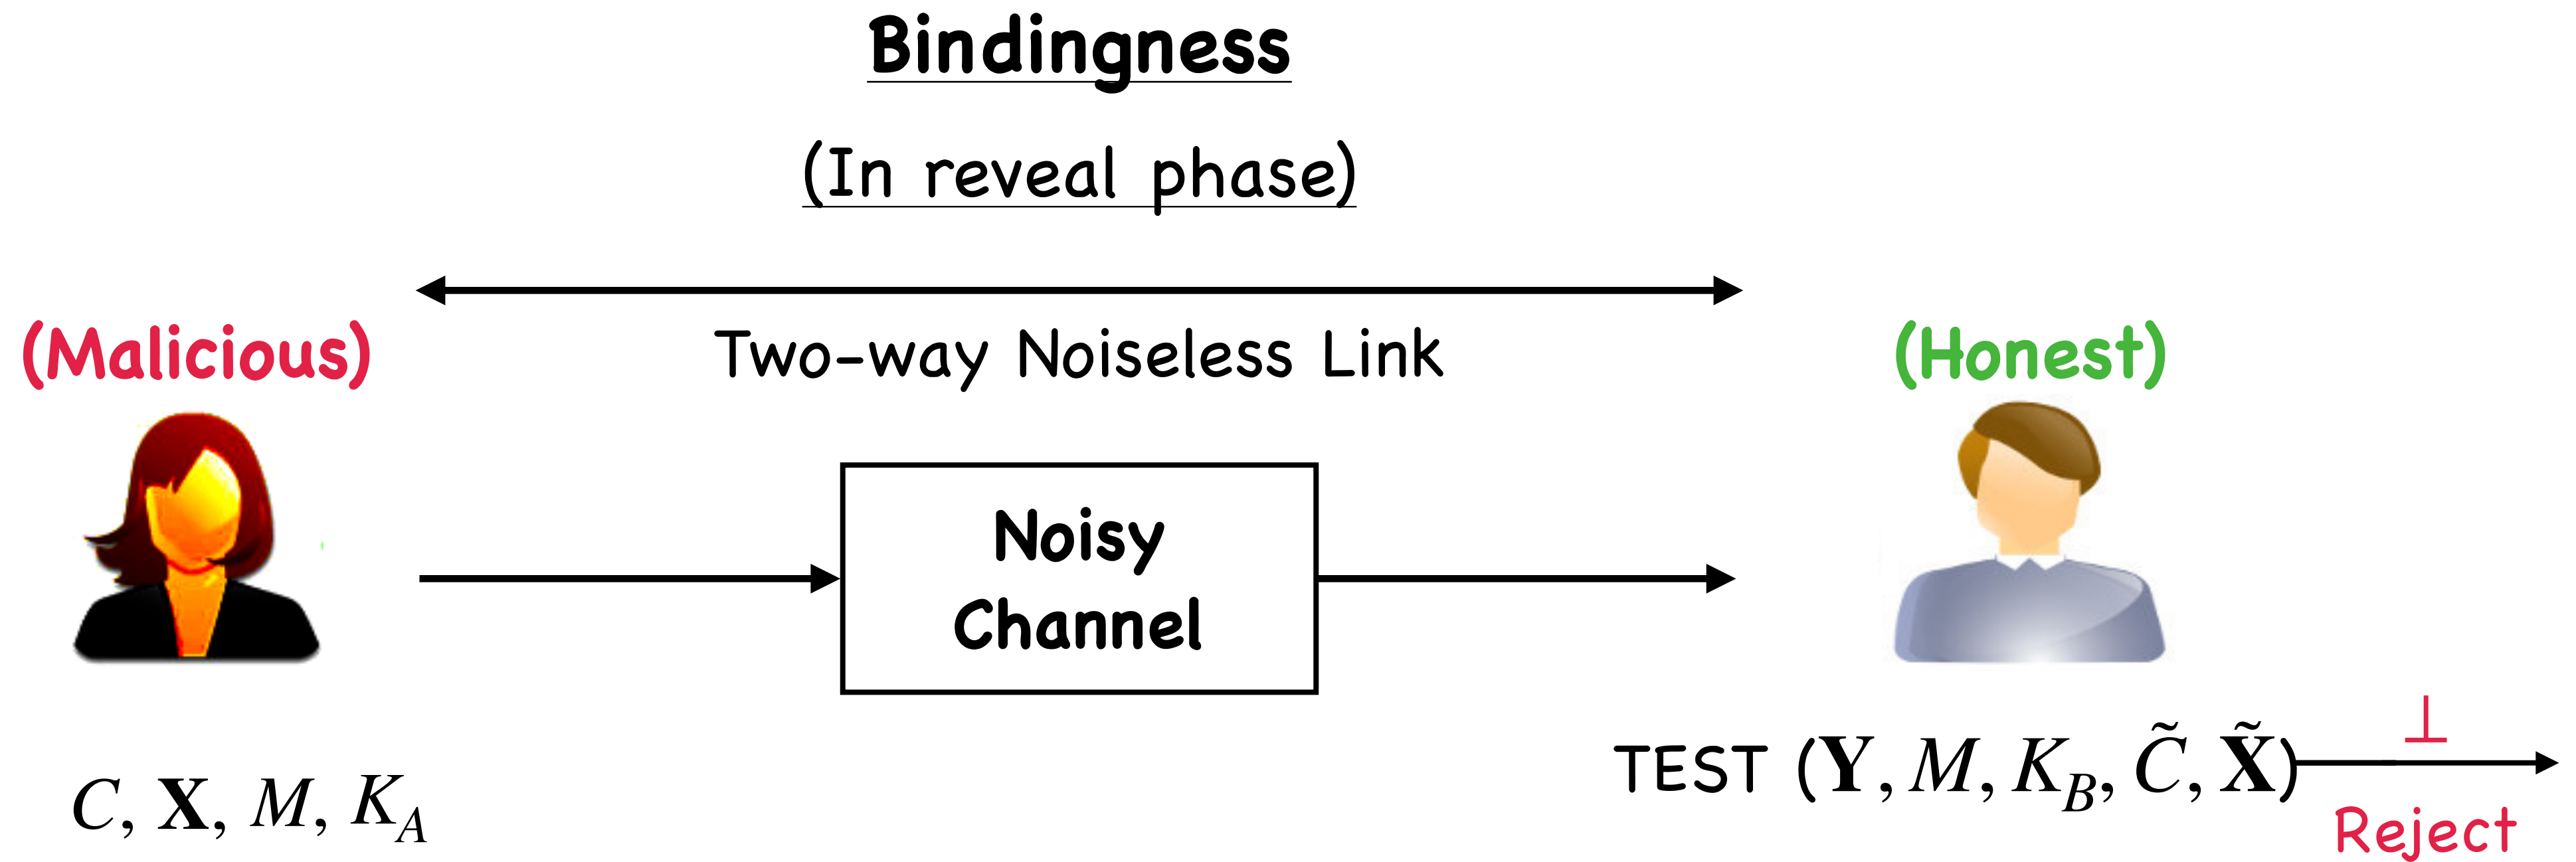 Bindingness
(In reveal phase)
Two-way Noiseless Link
(Malicious)
(Honest)
Noisy
Channel
C, X, M, K_A
TEST (Y, M, K_B, C̃, X̃)
⊥
Reject